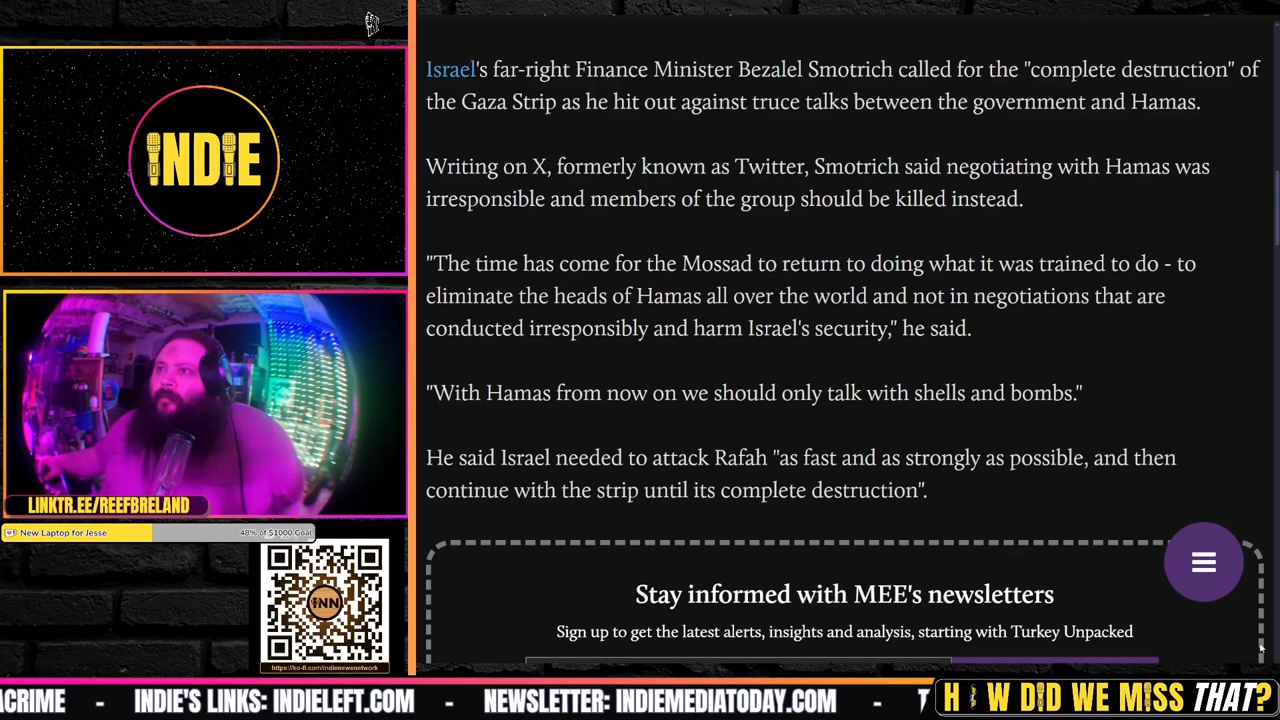 INDIE
LINKTR.EE/REEFBRELAND
New Laptop for Jesse 48% of $1000 Goal
INN
https://ko-fi.com/indienewsnetwork
Israel's far-right Finance Minister Bezalel Smotrich called for the "complete destruction" of
the Gaza Strip as he hit out against truce talks between the government and Hamas.
Writing on X, formerly known as Twitter, Smotrich said negotiating with Hamas was
irresponsible and members of the group should be killed instead.
"The time has come for the Mossad to return to doing what it was trained to do - to
eliminate the heads of Hamas all over the world and not in negotiations that are
conducted irresponsibly and harm Israel's security," he said.
"With Hamas from now on we should only talk with shells and bombs."
He said Israel needed to attack Rafah "as fast and as strongly as possible, and then
continue with the strip until its complete destruction".
Stay informed with MEE's newsletters
Sign up to get the latest alerts, insights and analysis, starting with Turkey Unpacked
ACRIME - INDIE'S LINKS: INDIELEFT.COM - NEWSLETTER: INDIEMEDIATODAY.COM - T
HOW DID WE MISS THAT?